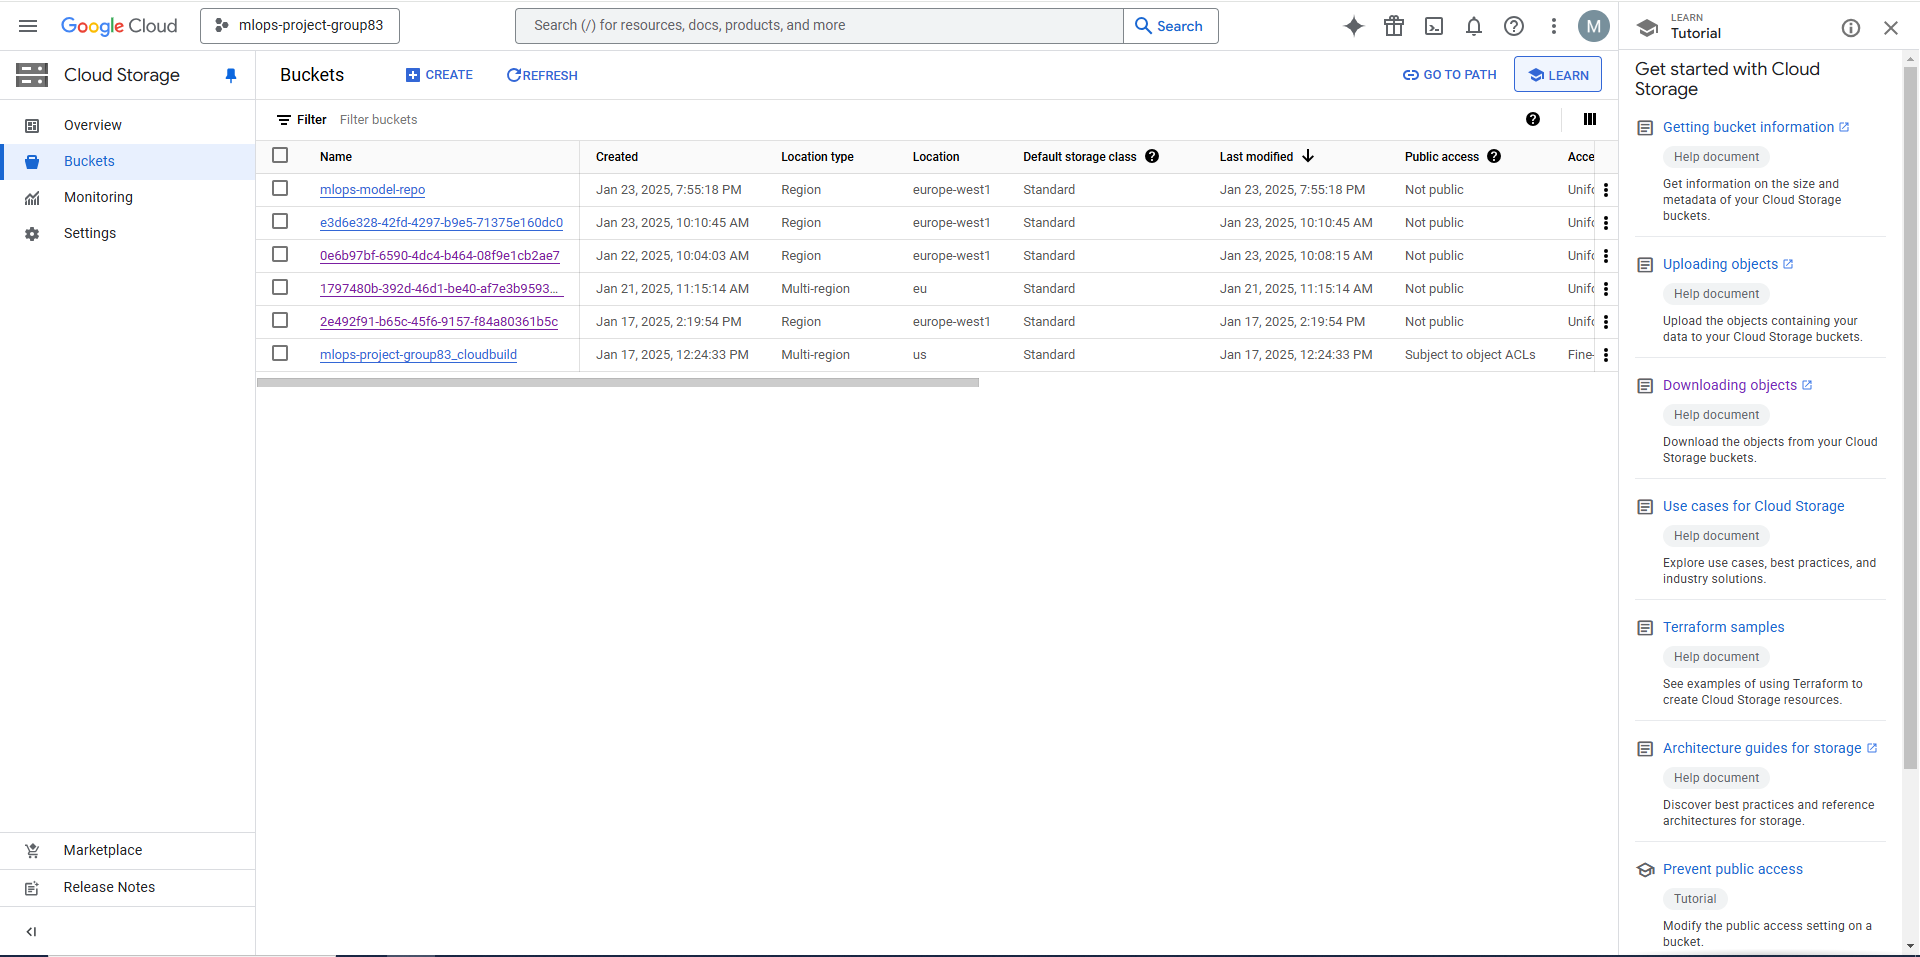 Google Cloud
mlops-project-group83
Search (/) for resources, docs, products, and more
Search
M
LEARN
Tutorial
Cloud Storage
Buckets
CREATE
REFRESH
GO TO PATH
LEARN
Overview
Buckets
Monitoring
Settings
Filter Filter buckets
Name Created Location type Location Default storage class Last modified Public access Acce
mlops-model-repo Jan 23, 2025, 7:55:18 PM Region europe-west1 Standard Jan 23, 2025, 7:55:18 PM Not public Unifo
e3d6e328-42fd-4297-b9e5-71375e160dc0 Jan 23, 2025, 10:10:45 AM Region europe-west1 Standard Jan 23, 2025, 10:10:45 AM Not public Unifo
0e6b97bf-6590-4dc4-b464-08f9e1cb2ae7 Jan 22, 2025, 10:04:03 AM Region europe-west1 Standard Jan 23, 2025, 10:08:15 AM Not public Unifo
1797480b-392d-46d1-be40-af7e3b9593... Jan 21, 2025, 11:15:14 AM Multi-region eu Standard Jan 21, 2025, 11:15:14 AM Not public Unifo
2e492f91-b65c-45f6-9157-f84a80361b5c Jan 17, 2025, 2:19:54 PM Region europe-west1 Standard Jan 17, 2025, 2:19:54 PM Not public Unifo
mlops-project-group83_cloudbuild Jan 17, 2025, 12:24:33 PM Multi-region us Standard Jan 17, 2025, 12:24:33 PM Subject to object ACLs Fine-
Marketplace
Release Notes
Get started with Cloud
Storage
Getting bucket information
Help document
Get information on the size and
metadata of your Cloud Storage
buckets.
Uploading objects
Help document
Upload the objects containing your
data to your Cloud Storage buckets.
Downloading objects
Help document
Download the objects from your Cloud
Storage buckets.
Use cases for Cloud Storage
Help document
Explore use cases, best practices, and
industry solutions.
Terraform samples
Help document
See examples of using Terraform to
create Cloud Storage resources.
Architecture guides for storage
Help document
Discover best practices and reference
architectures for storage.
Prevent public access
Tutorial
Modify the public access setting on a
bucket.